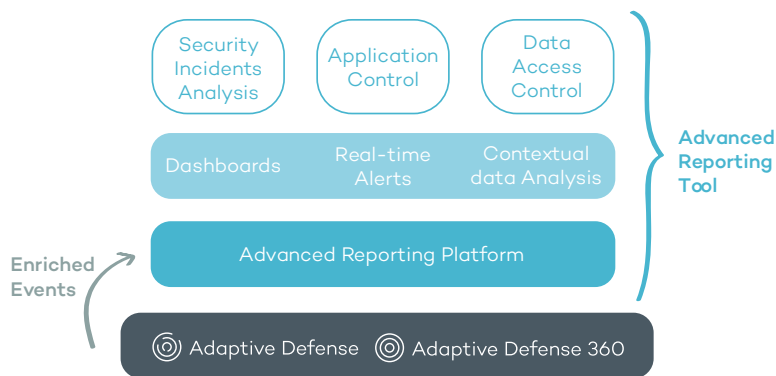 Security
Incidents
Analysis
Application
Control
Data
Access
Control
Dashboards
Real-time
Alerts
Contextual
data Analysis
Advanced
Reporting
Tool
Advanced Reporting Platform
Enriched
Events
Adaptive Defense
Adaptive Defense 360